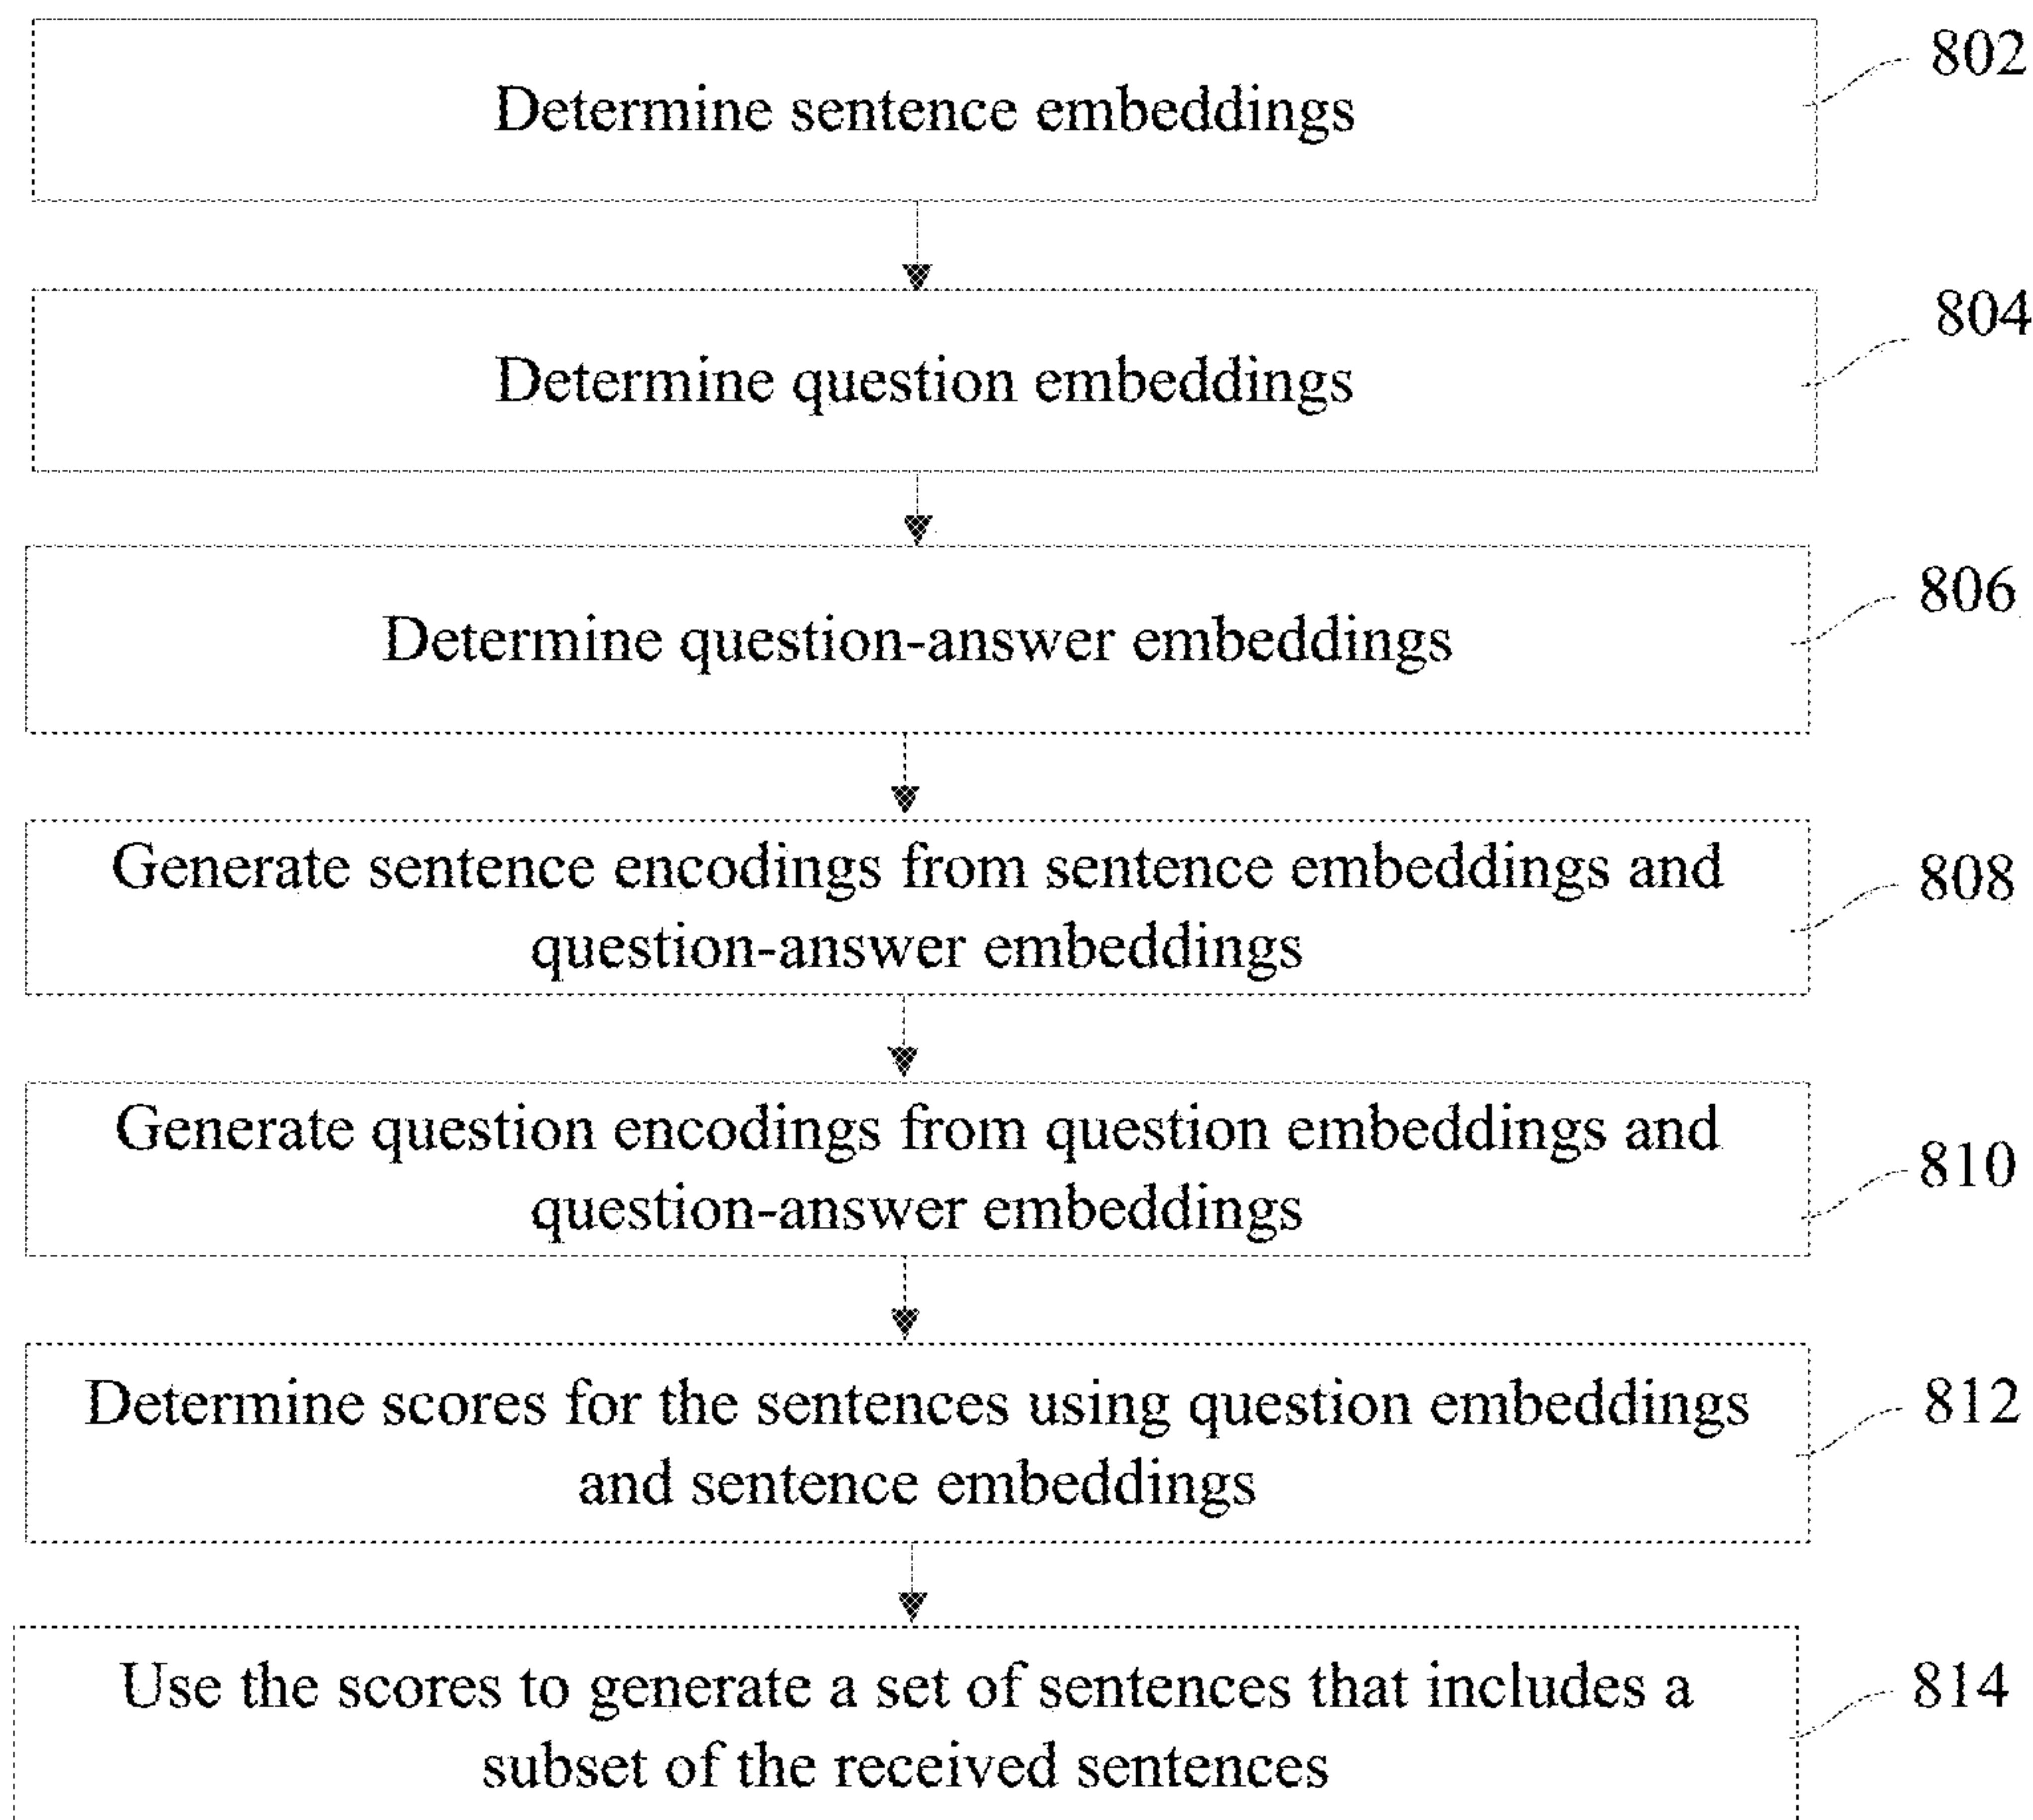 802
Determine sentence embeddings
804
Determine question embeddings
806
Determine question-answer embeddings
Generate sentence encodings from sentence embeddings and
808
question-answer embeddings
Generate question encodings from question embeddings and
810
question-answer embeddings
Determine scores for the sentences using question embeddings
812
and sentence embeddings
Use the scores to generate a set of sentences that includes a
814
subset of the received sentences